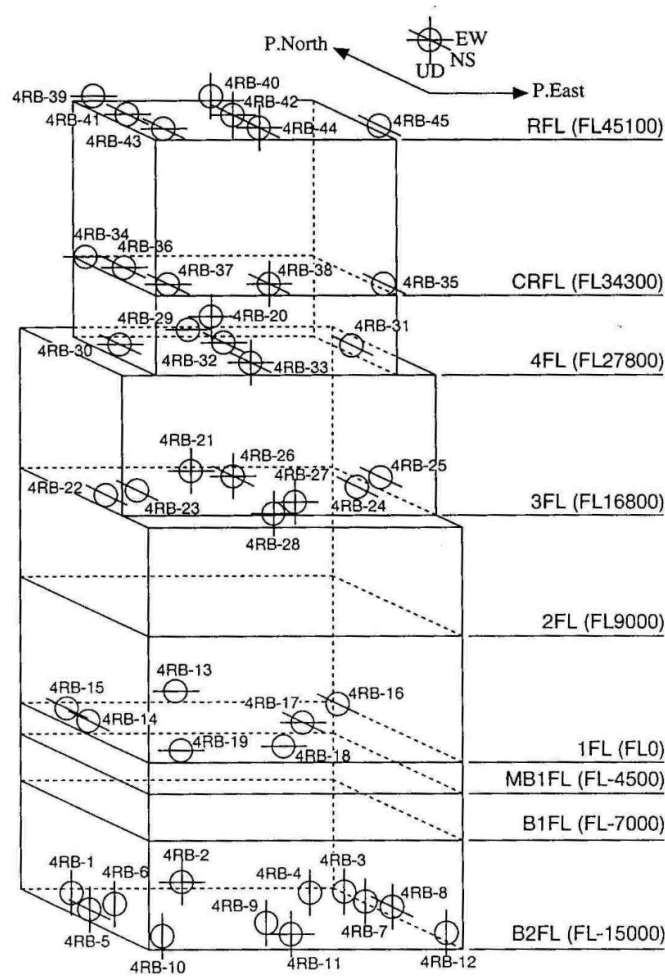 P.North
EW
NS
UD
P.East
4RB-39
4RB-40
4RB-42
4RB-41
4RB-43
4RB-44
4RB-45
RFL (FL45100)
4RB-34
4RB-36
4RB-37
4RB-38
4RB-35
CRFL (FL34300)
4RB-29
4RB-20
4RB-31
4RB-30
4RB-32
4RB-33
4FL (FL27800)
4RB-21
4RB-26
4RB-27
4RB-25
4RB-22
4RB-23
4RB-24
3FL (FL16800)
4RB-28
2FL (FL9000)
4RB-13
4RB-15
4RB-17
4RB-16
4RB-14
4RB-19
4RB-18
1FL (FL0)
MB1FL (FL-4500)
B1FL (FL-7000)
4RB-1
4RB-2
4RB-6
4RB-4
4RB-3
4RB-8
4RB-9
4RB-5
4RB-7
B2FL (FL-15000)
4RB-10
4RB-11
4RB-12